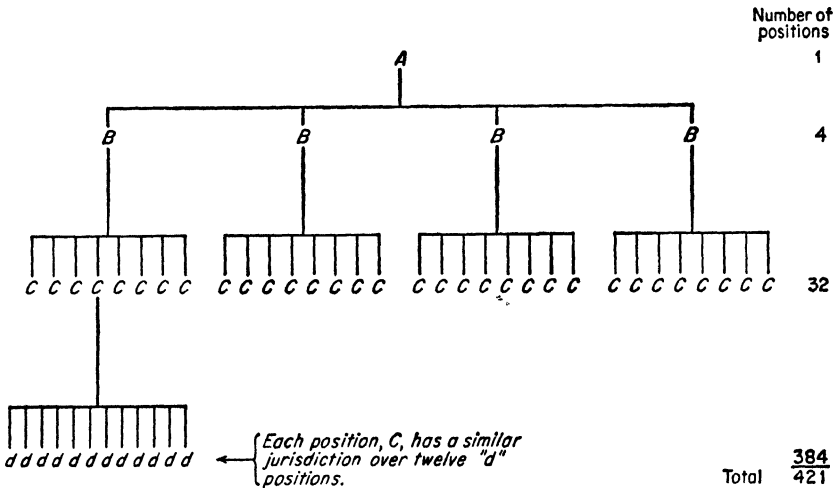 Number of
positions
A 1
B B B B 4
C C C C C C C C C C C C C C C C C C C C C C C C C C C C C C C C 32
d d d d d d d d d d d d
Each position, C, has a similar
jurisdiction over twelve "d"
positions.
384
Total 421